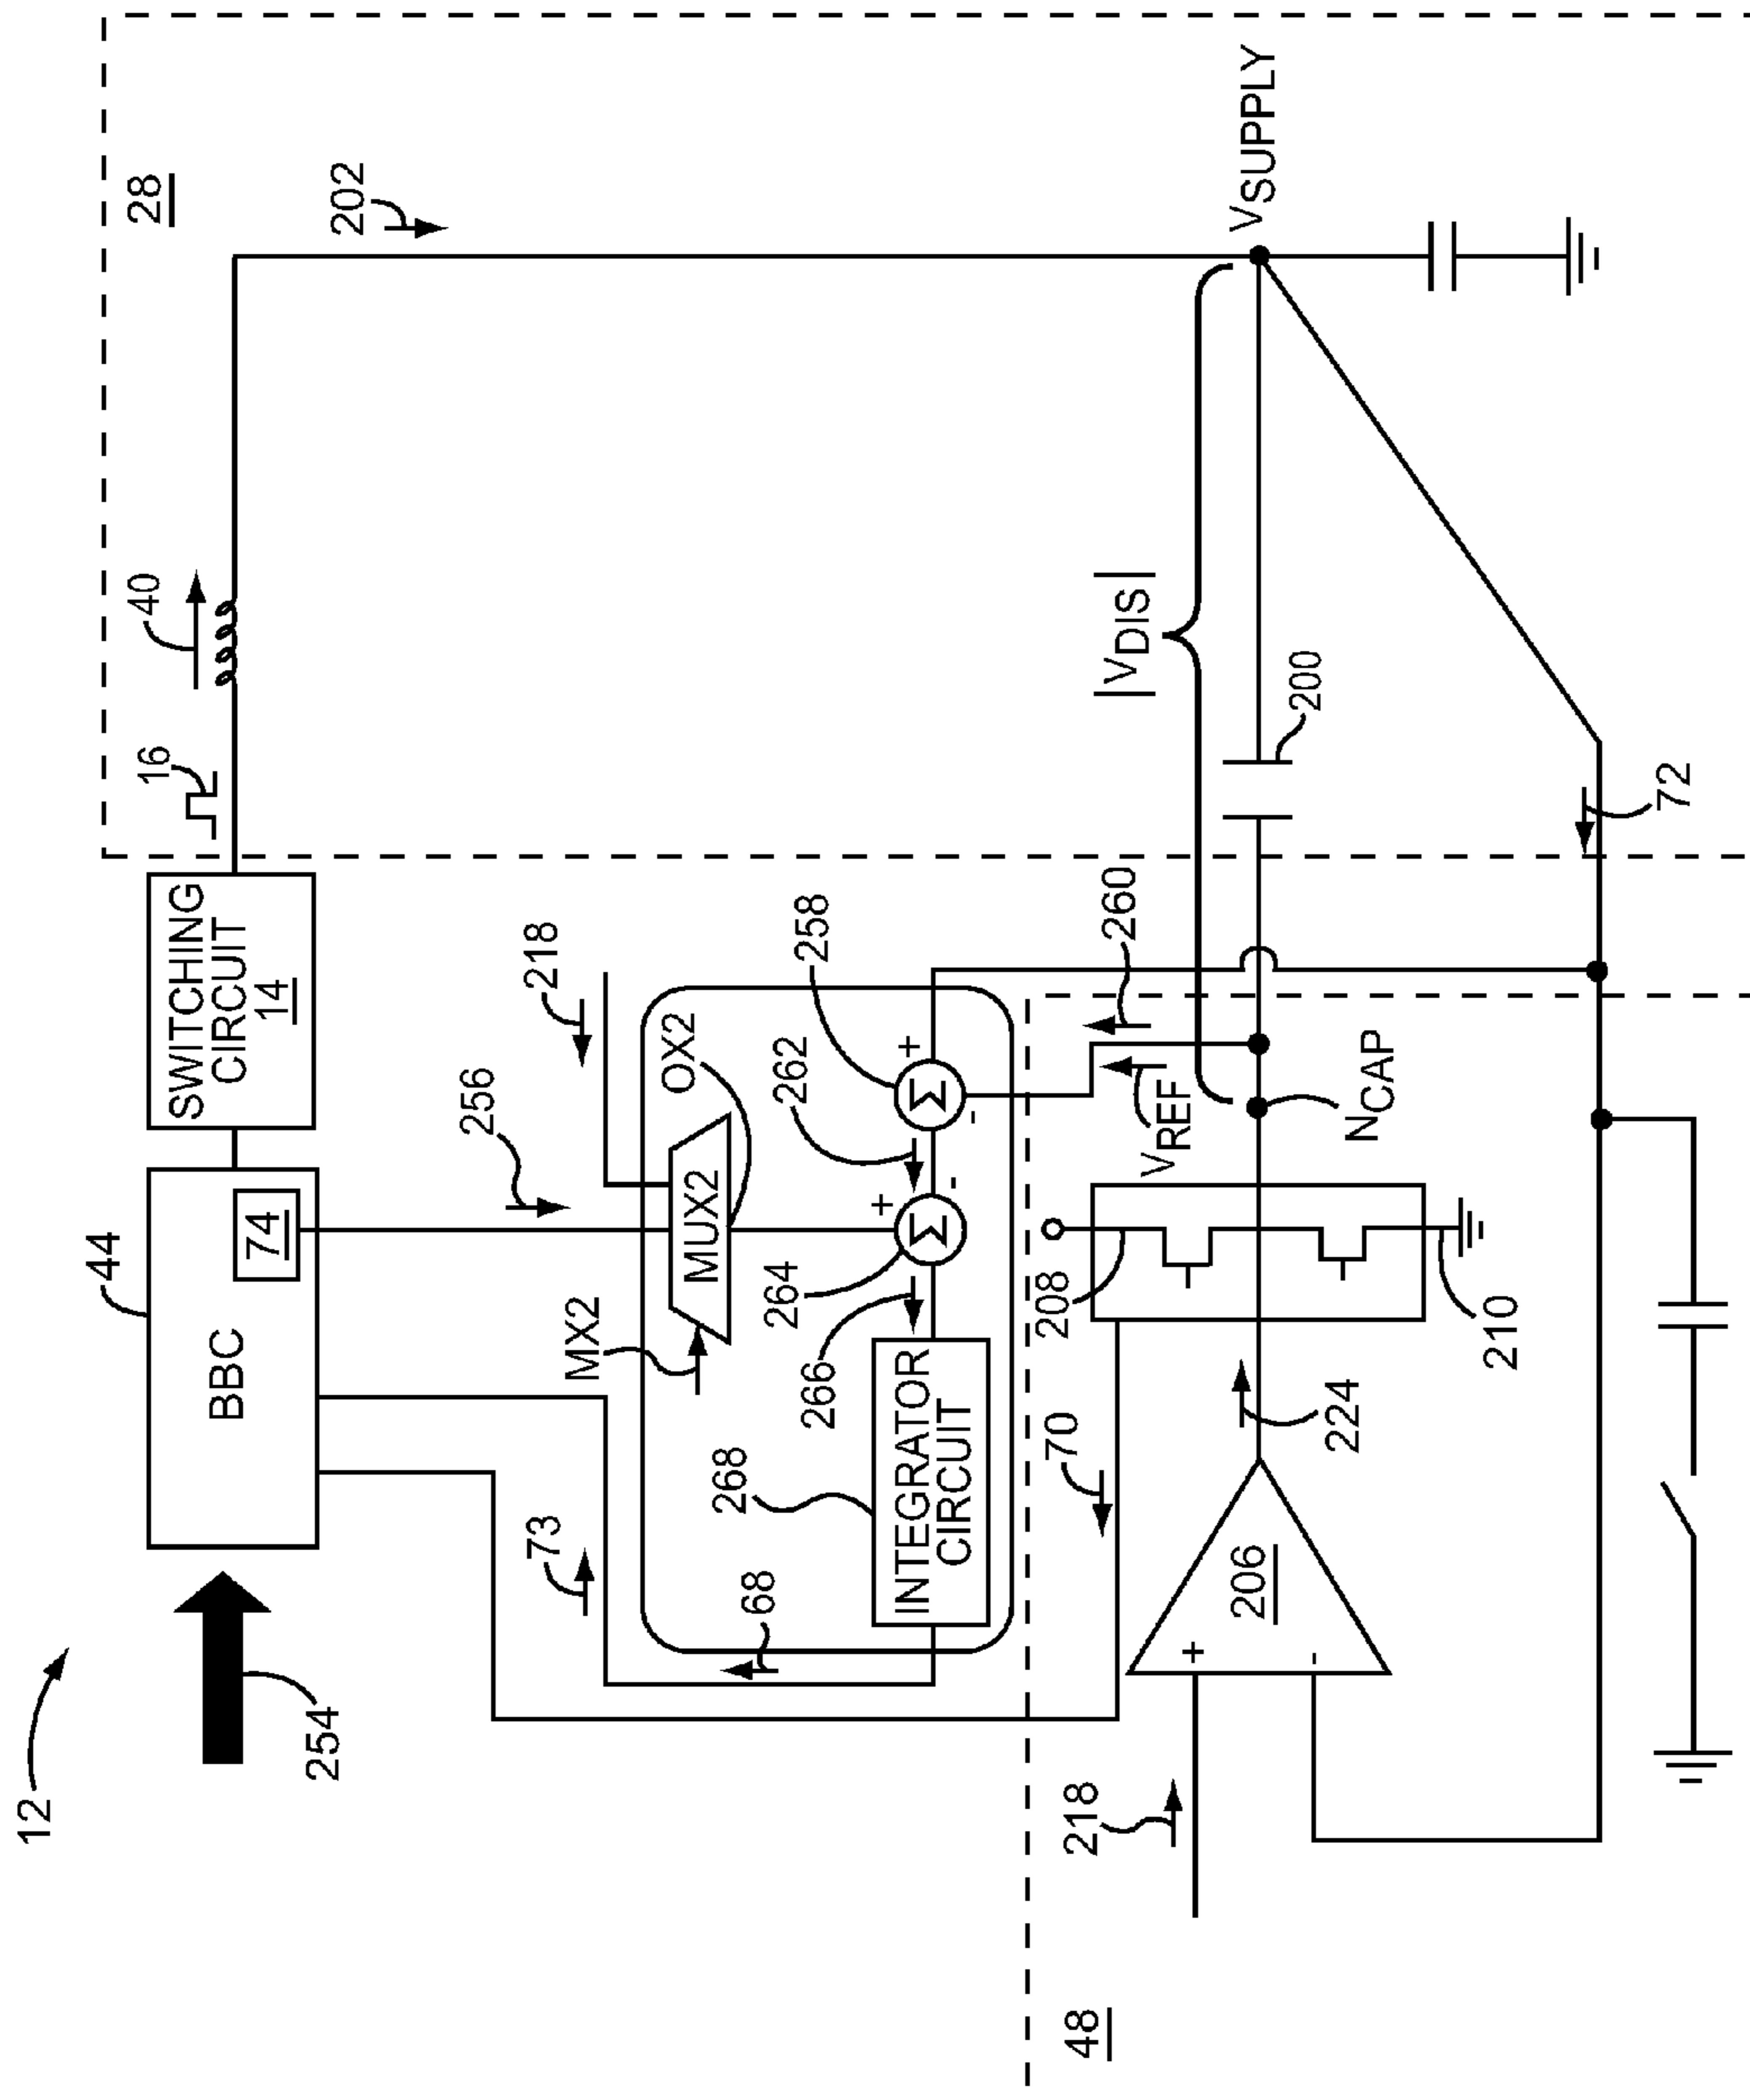 12
254
44
BBC
74
SWITCHING
CIRCUIT
14
16
40
28
202
256
218
73
68
MX2
MUX2
OX2
268
INTEGRATOR
CIRCUIT
266
264
Σ
+
-
262
Σ
+
-
258
260
VREF
|VDIS|
VSUPPLY
200
NCAP
70
208
210
224
206
+
-
218
72
48